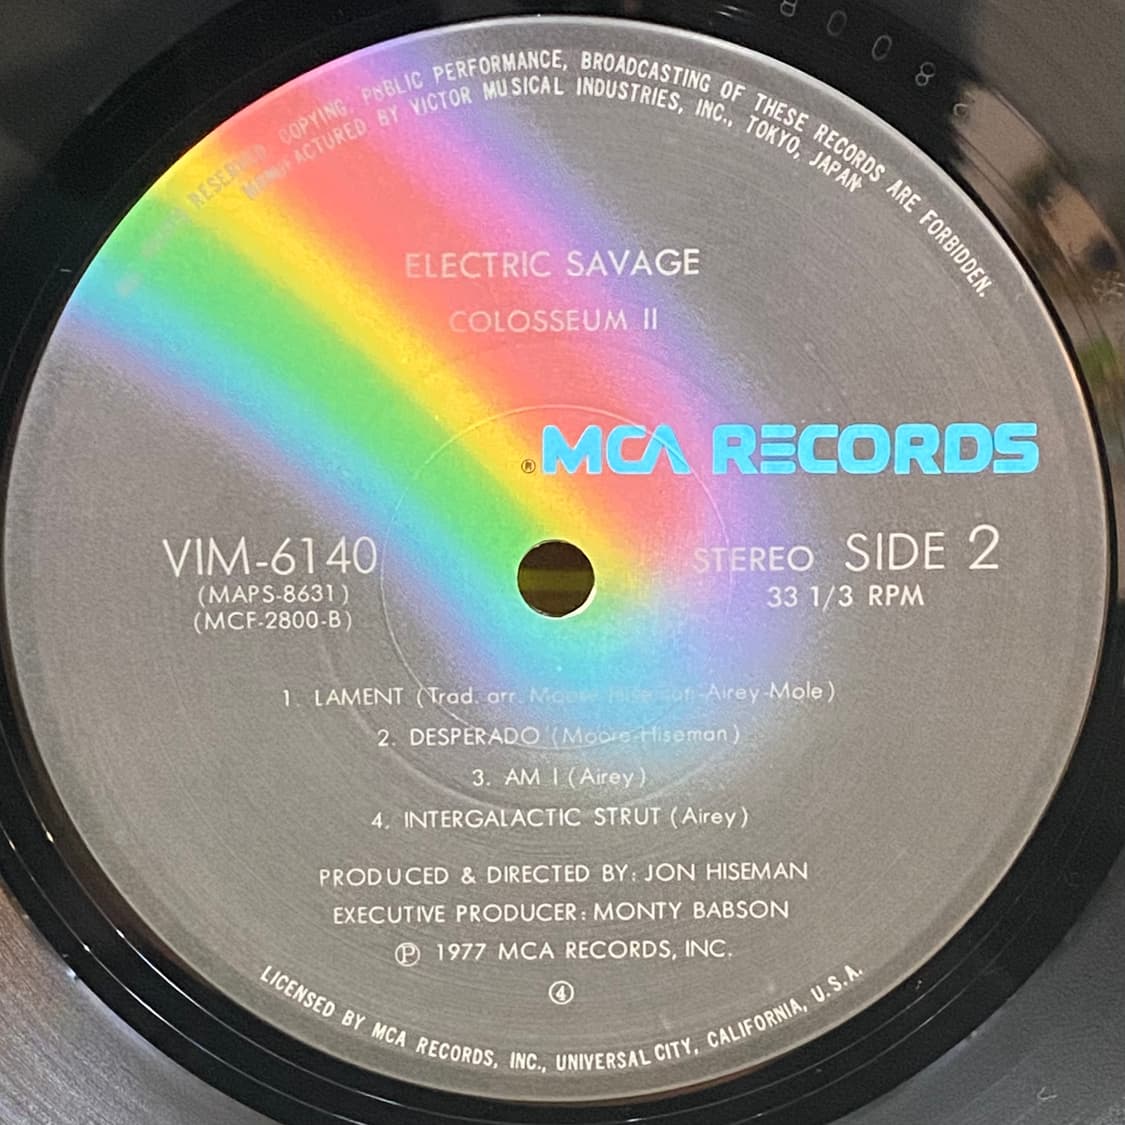 RESERVED COPYING, PUBLIC PERFORMANCE, BROADCASTING OF THESE RECORDS ARE FORBIDDEN.
MANUFACTURED BY VICTOR MUSICAL INDUSTRIES, INC., TOKYO, JAPAN
ELECTRIC SAVAGE
COLOSSEUM II
® MCA RECORDS
VIM-6140
(MAPS-8631)
(MCF-2800-B)
STEREO SIDE 2
33 1/3 RPM
1. LAMENT (Trad. arr. Moore-Hiseman-Airey-Mole)
2. DESPERADO (Moore-Hiseman)
3. AM I (Airey)
4. INTERGALACTIC STRUT (Airey)
PRODUCED & DIRECTED BY: JON HISEMAN
EXECUTIVE PRODUCER: MONTY BABSON
℗ 1977 MCA RECORDS, INC.
④
LICENSED BY MCA RECORDS, INC., UNIVERSAL CITY, CALIFORNIA, U.S.A.